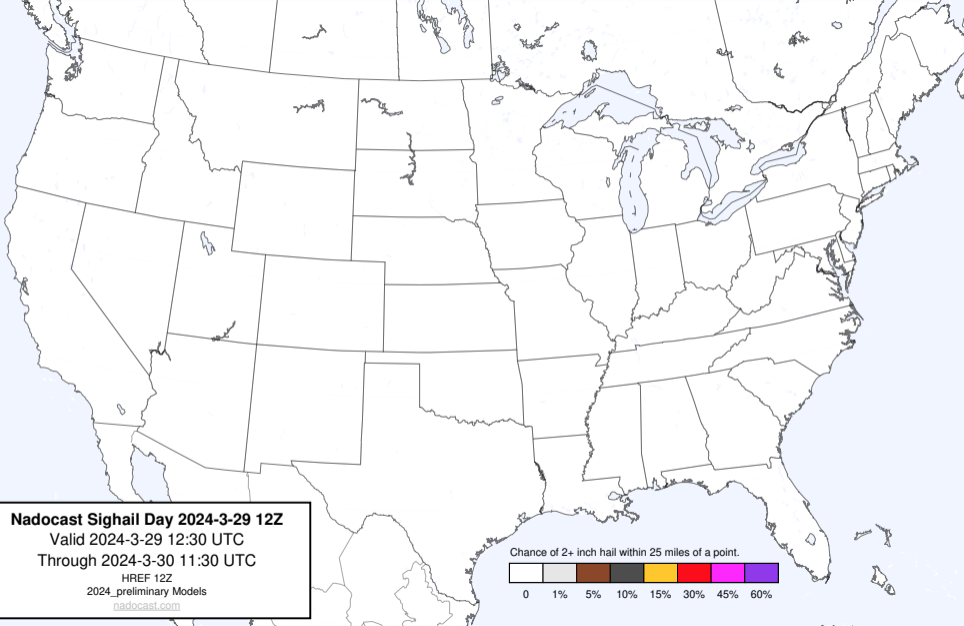 Nadocast Sighail Day 2024-3-29 12Z
Valid 2024-3-29 12:30 UTC
Through 2024-3-30 11:30 UTC
HREF 12Z
2024_preliminary Models
nadocast.com
Chance of 2+ inch hail within 25 miles of a point.
0 1% 5% 10% 15% 30% 45% 60%